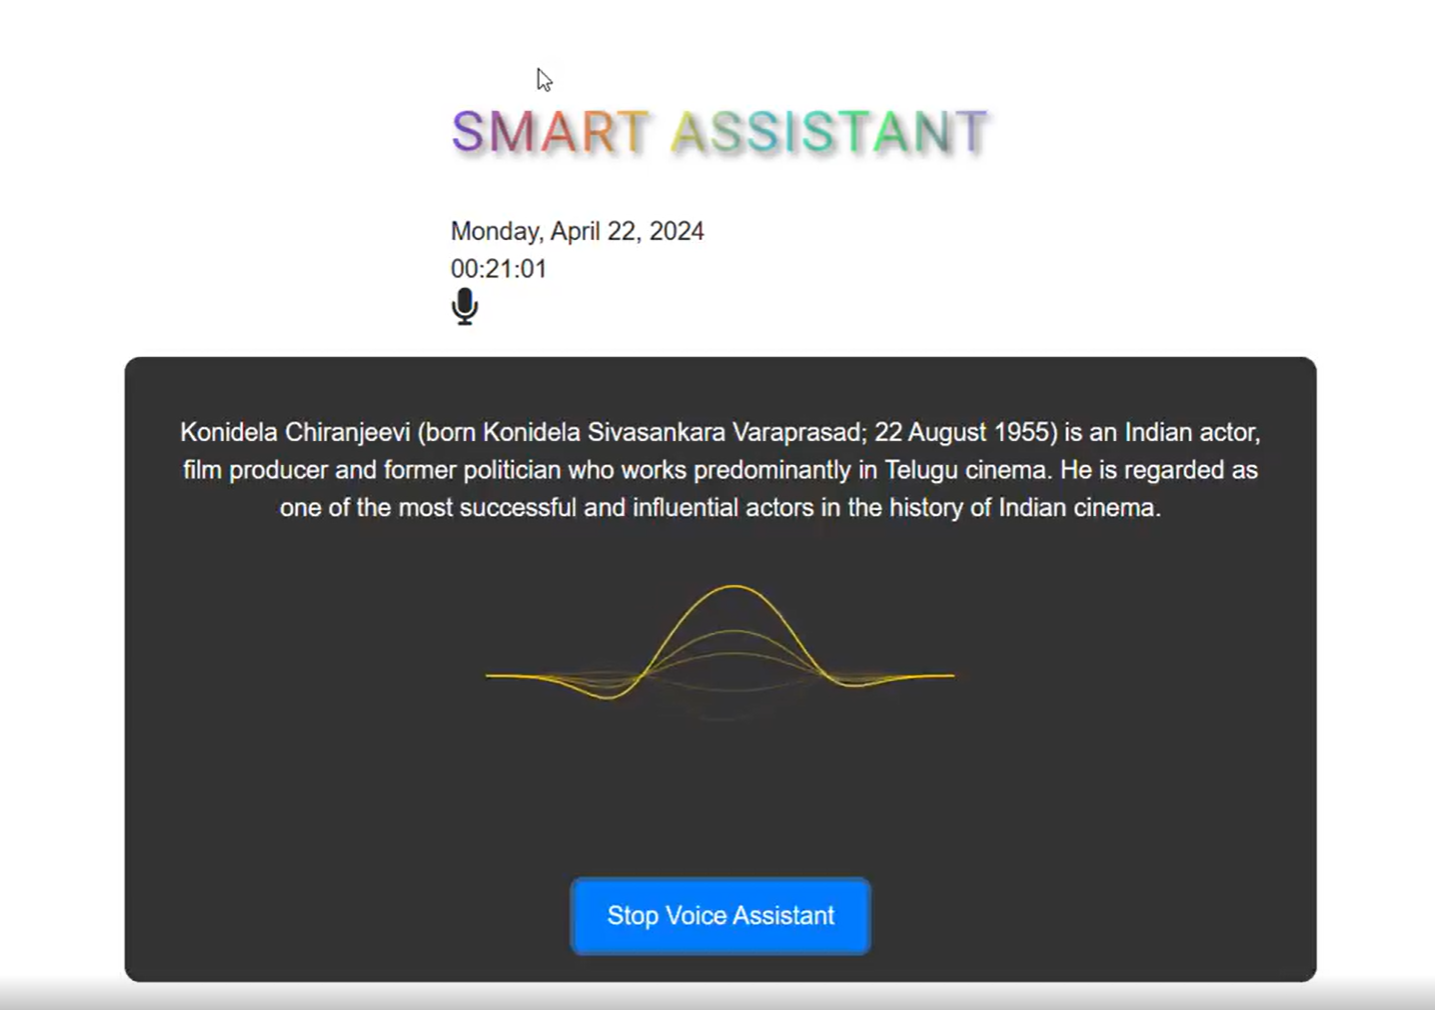 SMART ASSISTANT
Monday, April 22, 2024
00:21:01
Konidela Chiranjeevi (born Konidela Sivasankara Varaprasad; 22 August 1955) is an Indian actor,
film producer and former politician who works predominantly in Telugu cinema. He is regarded as
one of the most successful and influential actors in the history of Indian cinema.
Stop Voice Assistant